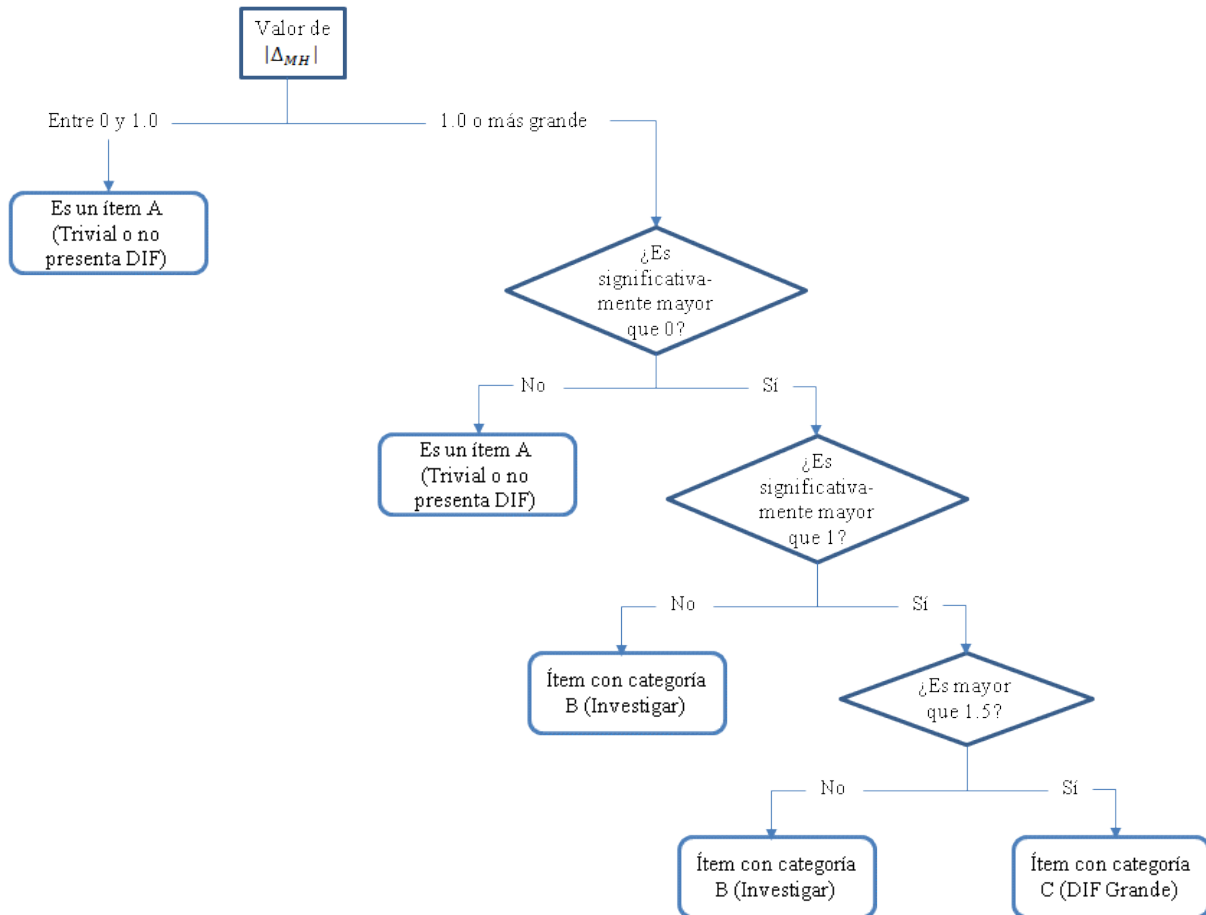 Valor de
|Δ_MH|
Entre 0 y 1.0
1.0 o más grande
Es un ítem A
(Trivial o no
presenta DIF)
¿Es
significativa-
mente mayor
que 0?
No
Sí
Es un ítem A
(Trivial o no
presenta DIF)
¿Es
significativa-
mente mayor
que 1?
No
Sí
Ítem con categoría
B (Investigar)
¿Es mayor
que 1.5?
No
Sí
Ítem con categoría
B (Investigar)
Ítem con categoría
C (DIF Grande)